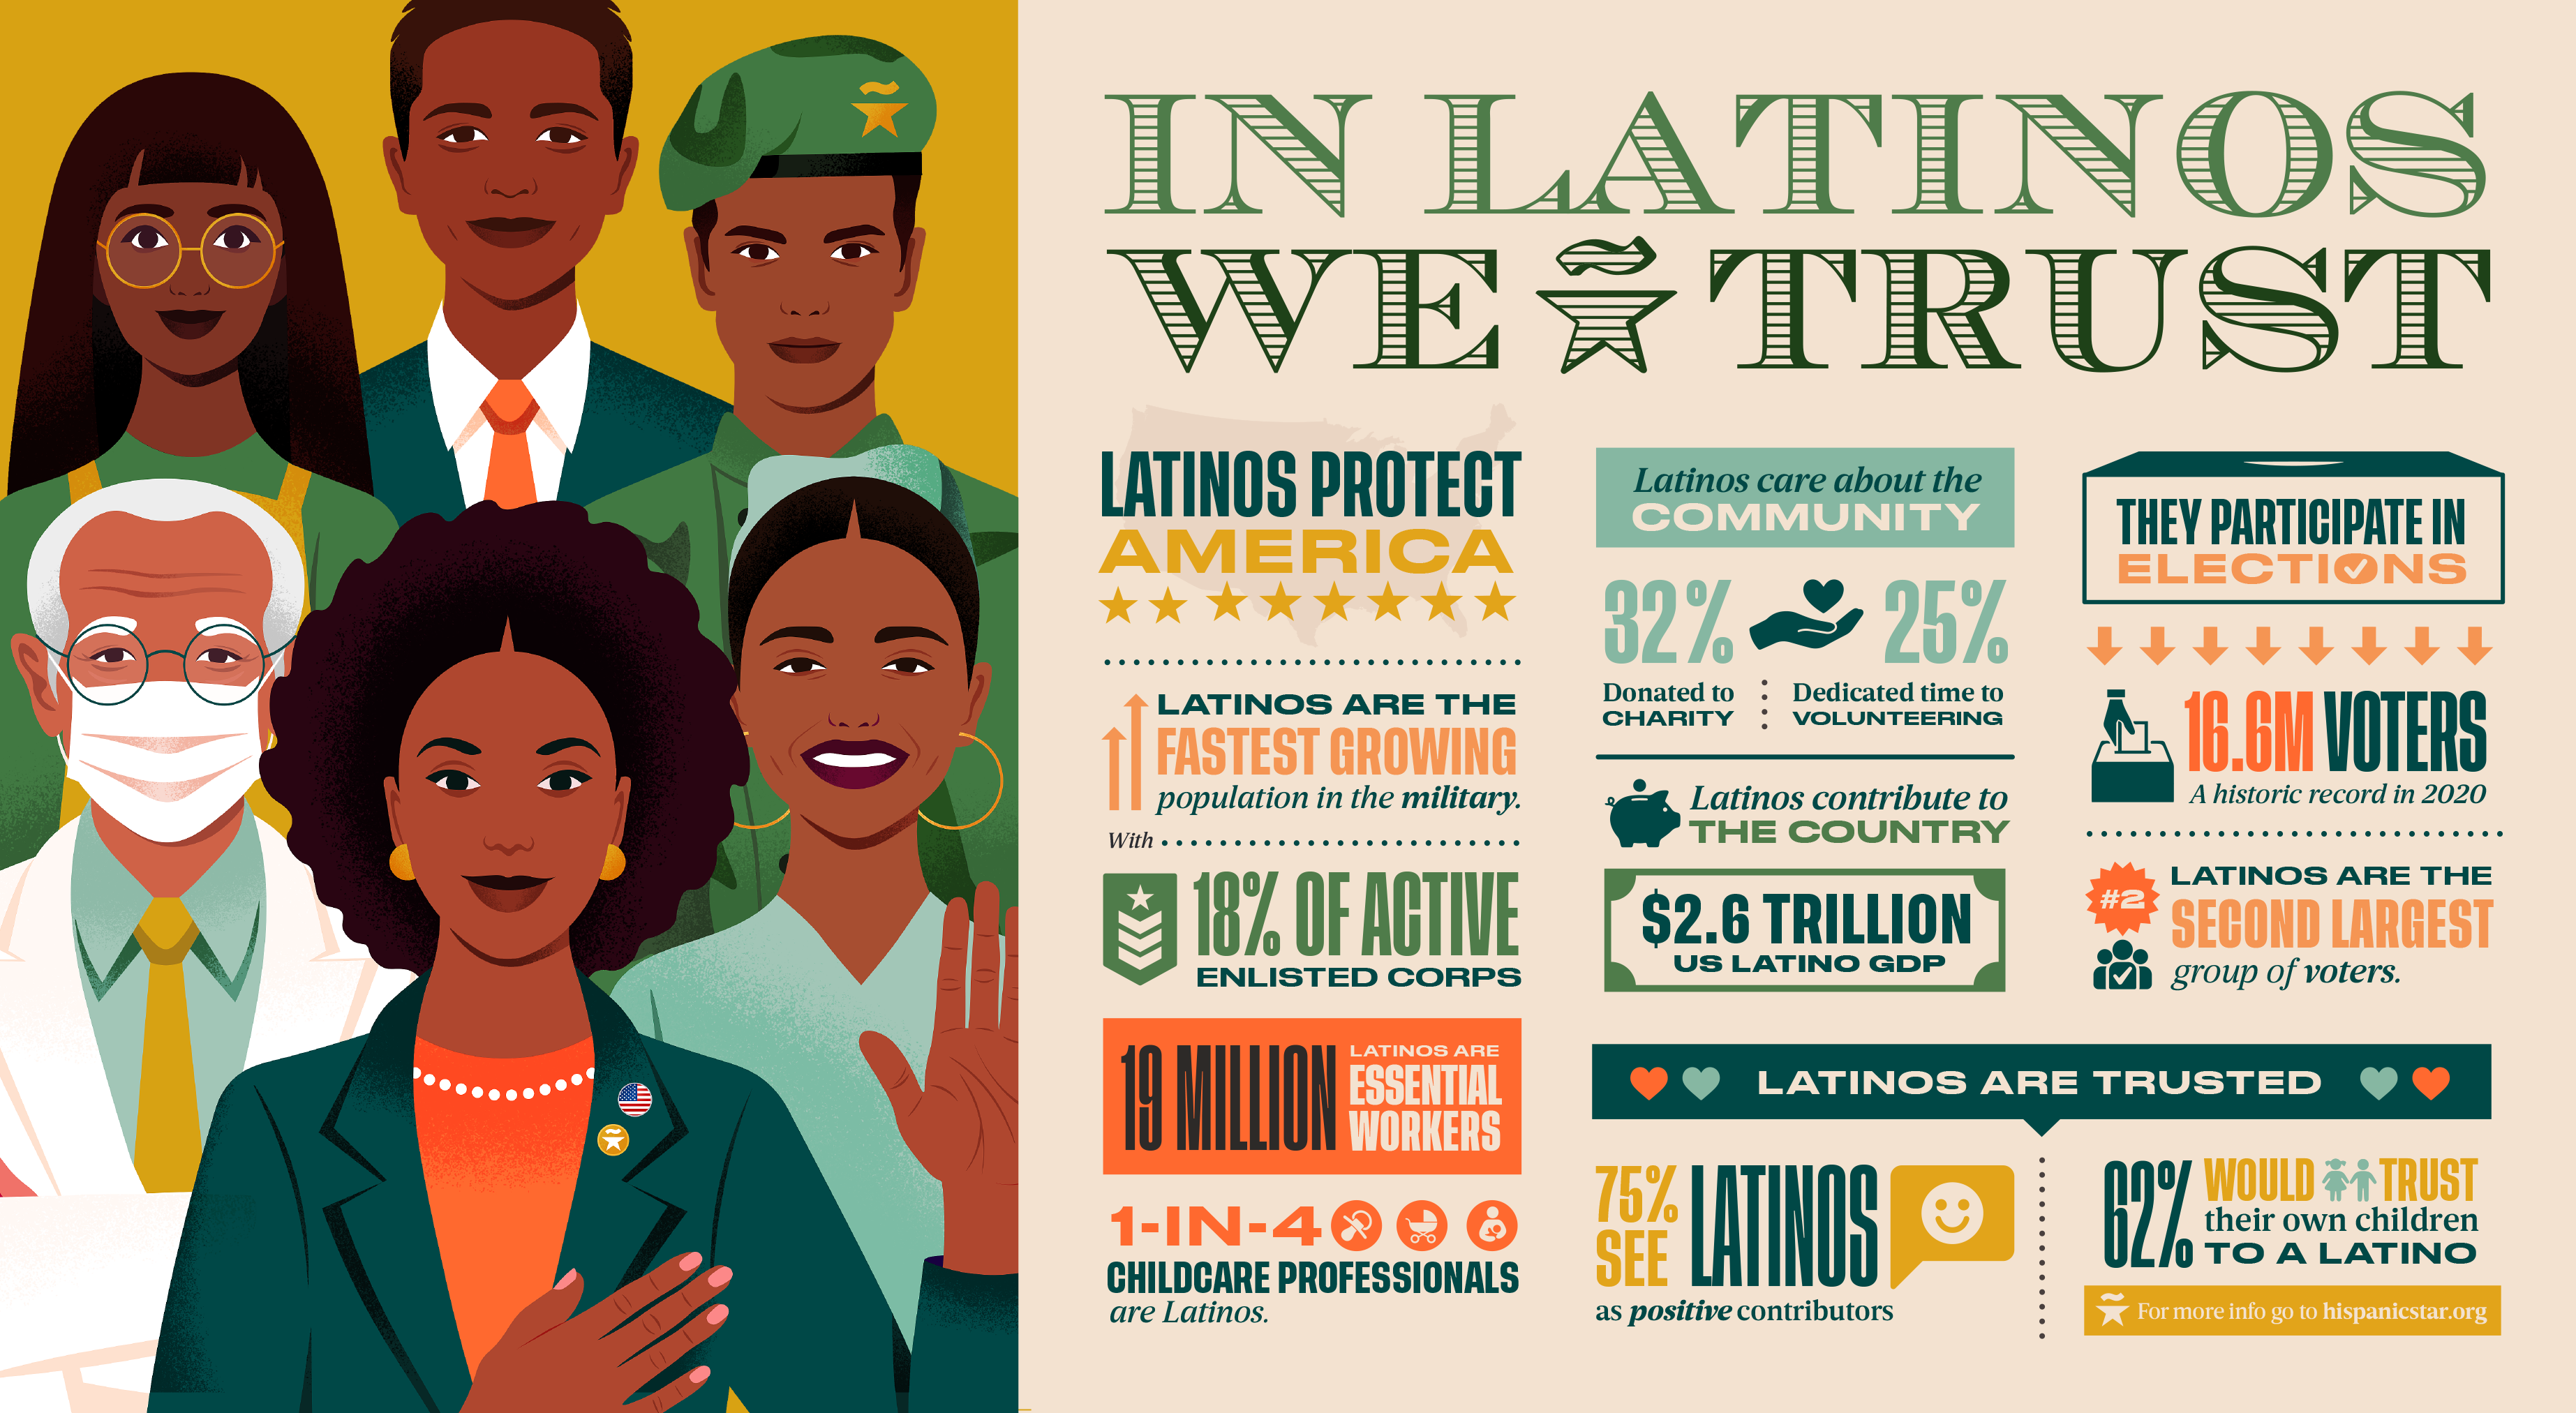 IN LATINOS
WE TRUST
LATINOS PROTECT
AMERICA
LATINOS ARE THE
FASTEST GROWING
population in the military.
With
18% OF ACTIVE
ENLISTED CORPS
19 MILLION
LATINOS ARE
ESSENTIAL
WORKERS
1-IN-4
CHILDCARE PROFESSIONALS
are Latinos.
Latinos care about the
COMMUNITY
32%
Donated to
CHARITY
25%
Dedicated time to
VOLUNTEERING
Latinos contribute to
THE COUNTRY
$2.6 TRILLION
US LATINO GDP
THEY PARTICIPATE IN
ELECTIONS
16.6M VOTERS
A historic record in 2020
#2
LATINOS ARE THE
SECOND LARGEST
group of voters.
LATINOS ARE TRUSTED
75%
SEE
LATINOS
as positive contributors
62%
WOULD TRUST
their own children
TO A LATINO
For more info go to hispanicstar.org